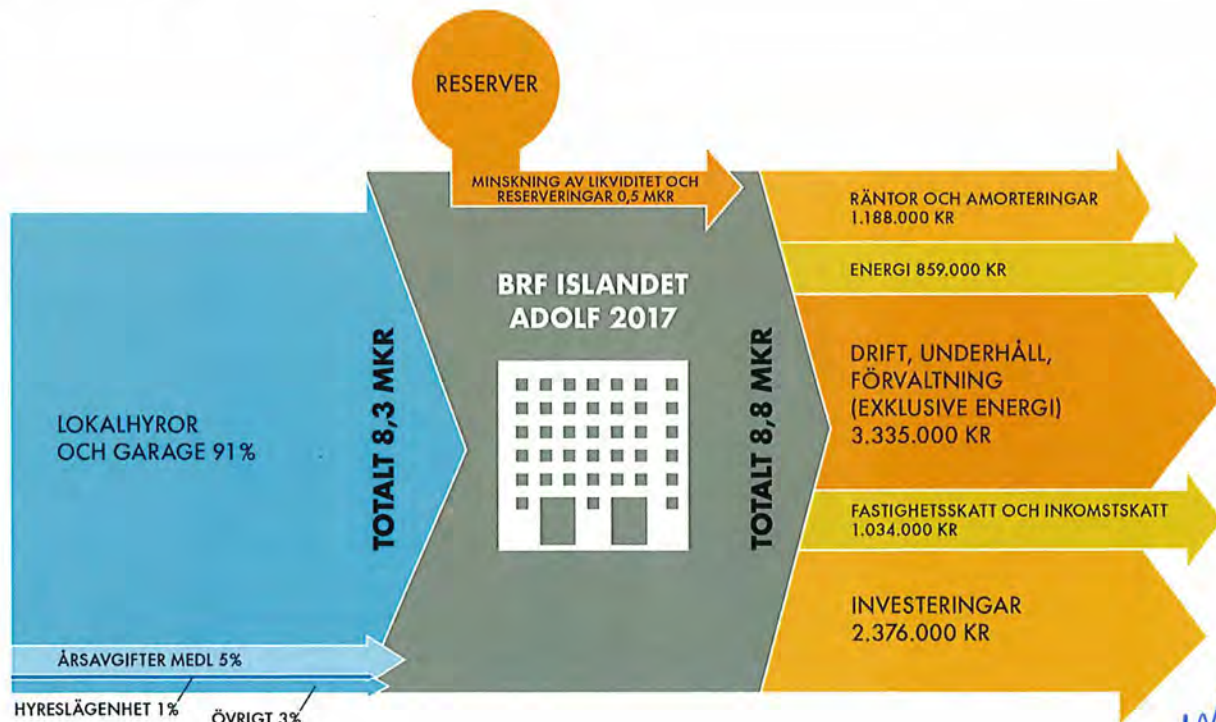 RESERVER
MINSKNING AV LIKVIDITET OCH
RESERVERINGAR 0,5 MKR
LOKALHYROR
OCH GARAGE 91%
ÅRSAVGIFTER MEDL 5%
HYRESLÄGENHET 1%
ÖVRIGT 3%
TOTALT 8,3 MKR
BRF ISLANDET
ADOLF 2017
TOTALT 8,8 MKR
RÄNTOR OCH AMORTERINGAR
1.188.000 KR
ENERGI 859.000 KR
DRIFT, UNDERHÅLL,
FÖRVALTNING
(EXKLUSIVE ENERGI)
3.335.000 KR
FASTIGHETSSKATT OCH INKOMSTSKATT
1.034.000 KR
INVESTERINGAR
2.376.000 KR